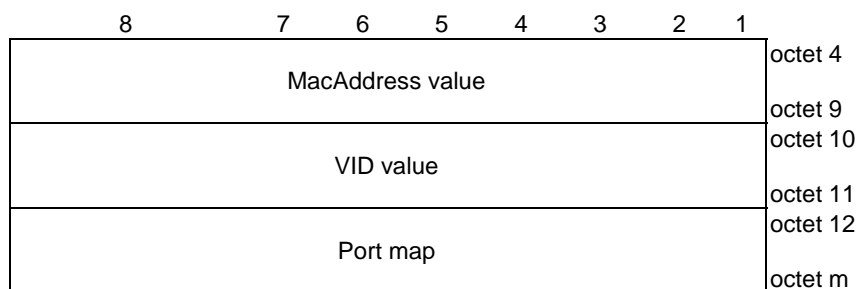 8 7 6 5 4 3 2 1
octet 4
MacAddress value
octet 9
octet 10
VID value
octet 11
octet 12
Port map
octet m